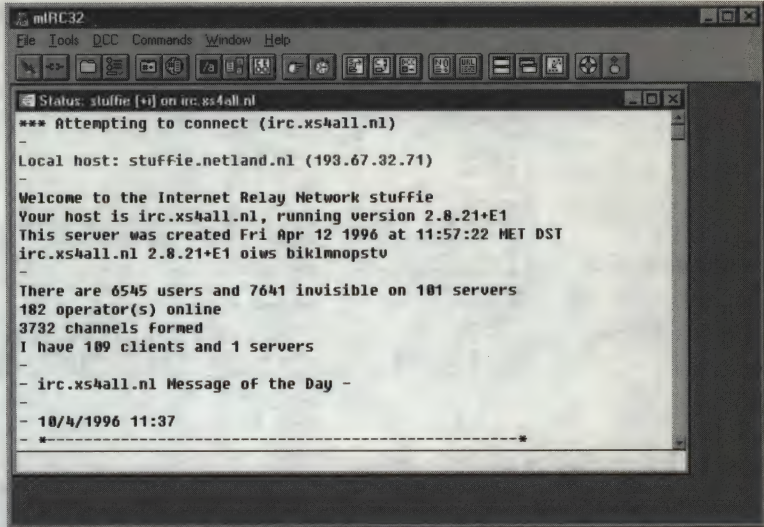 mIRC32
File Tools DCC Commands Window Help
Status: stuffie [+i] on irc.xs4all.nl
*** Attempting to connect (irc.xs4all.nl)
-
Local host: stuffie.netland.nl (193.67.32.71)
-
Welcome to the Internet Relay Network stuffie
Your host is irc.xs4all.nl, running version 2.8.21+E1
This server was created Fri Apr 12 1996 at 11:57:22 MET DST
irc.xs4all.nl 2.8.21+E1 oiws biklmnopstv
-
There are 6545 users and 7641 invisible on 101 servers
182 operator(s) online
3732 channels formed
I have 109 clients and 1 servers
-
- irc.xs4all.nl Message of the Day -
-
- 10/4/1996 11:37
- *-----------------------------------------------------*